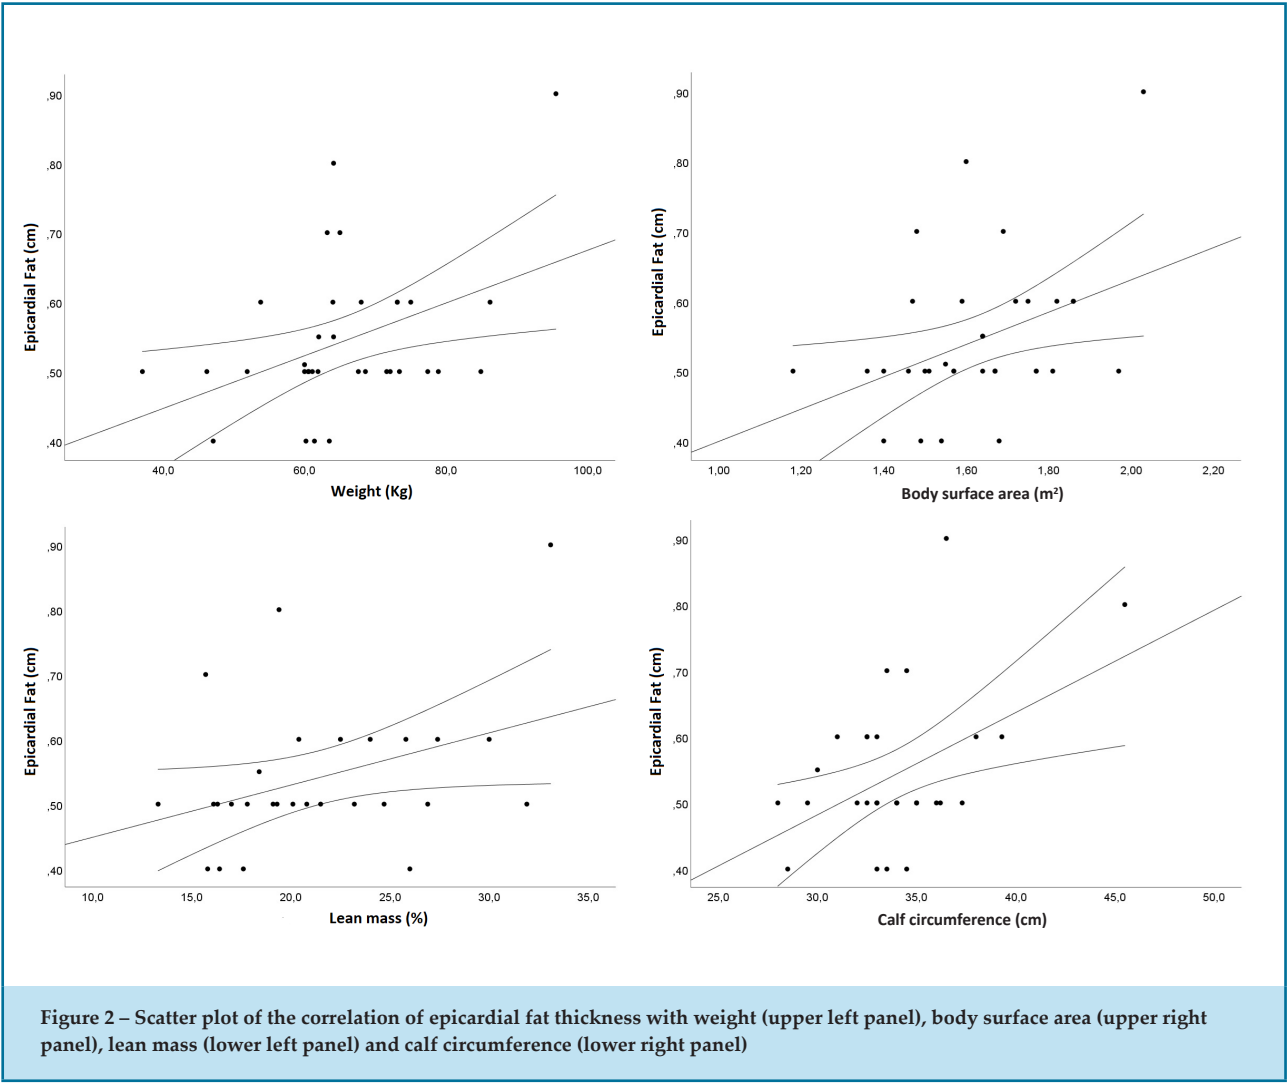 ,90
,80
,70
,60
,50
,40
Epicardial Fat (cm)
40,0 60,0 80,0 100,0
Weight (Kg)
,90
,80
,70
,60
,50
,40
Epicardial Fat (cm)
1,00 1,20 1,40 1,60 1,80 2,00 2,20
Body surface area (m²)
,90
,80
,70
,60
,50
,40
Epicardial Fat (cm)
10,0 15,0 20,0 25,0 30,0 35,0
Lean mass (%)
,90
,80
,70
,60
,50
,40
Epicardial Fat (cm)
25,0 30,0 35,0 40,0 45,0 50,0
Calf circumference (cm)
Figure 2 – Scatter plot of the correlation of epicardial fat thickness with weight (upper left panel), body surface area (upper right
panel), lean mass (lower left panel) and calf circumference (lower right panel)